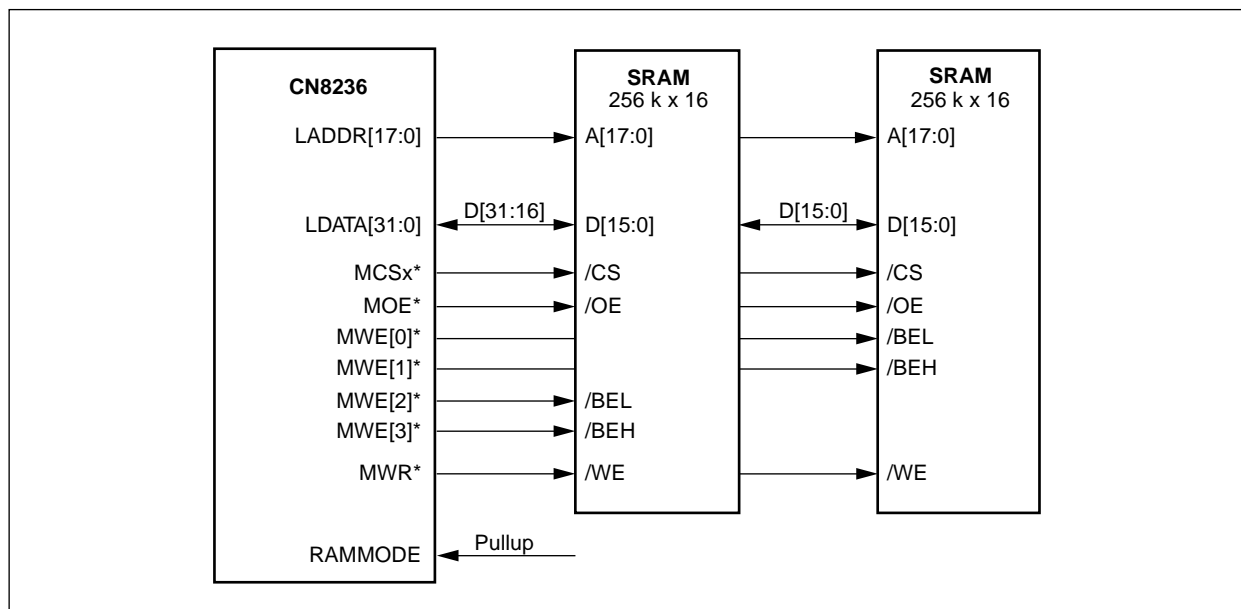 CN8236
LADDR[17:0]
LDATA[31:0]
MCSx*
MOE*
MWE[0]*
MWE[1]*
MWE[2]*
MWE[3]*
MWR*
RAMMODE
D[31:16]
Pullup
SRAM
256 k x 16
A[17:0]
D[15:0]
/CS
/OE
/BEL
/BEH
/WE
D[15:0]
SRAM
256 k x 16
A[17:0]
D[15:0]
/CS
/OE
/BEL
/BEH
/WE